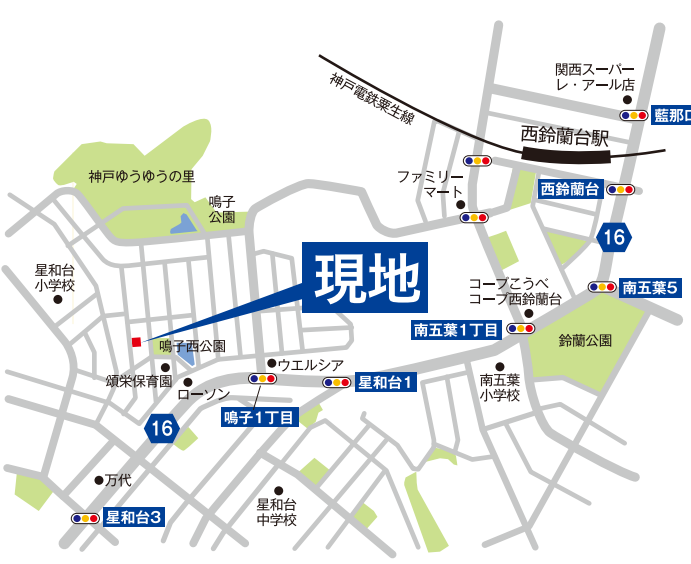 関西スーパー
レ・アール店
藍那口
神戸電鉄粟生線
西鈴蘭台駅
ファミリー
マート
西鈴蘭台
神戸ゆうゆうの里
鳴子
公園
16
現地
星和台
小学校
コープこうべ
コープ西鈴蘭台
南五葉5
南五葉1丁目
鈴蘭公園
鳴子西公園
ウエルシア
頌栄保育園
ローソン
星和台1
南五葉
小学校
鳴子1丁目
16
万代
星和台3
星和台
中学校